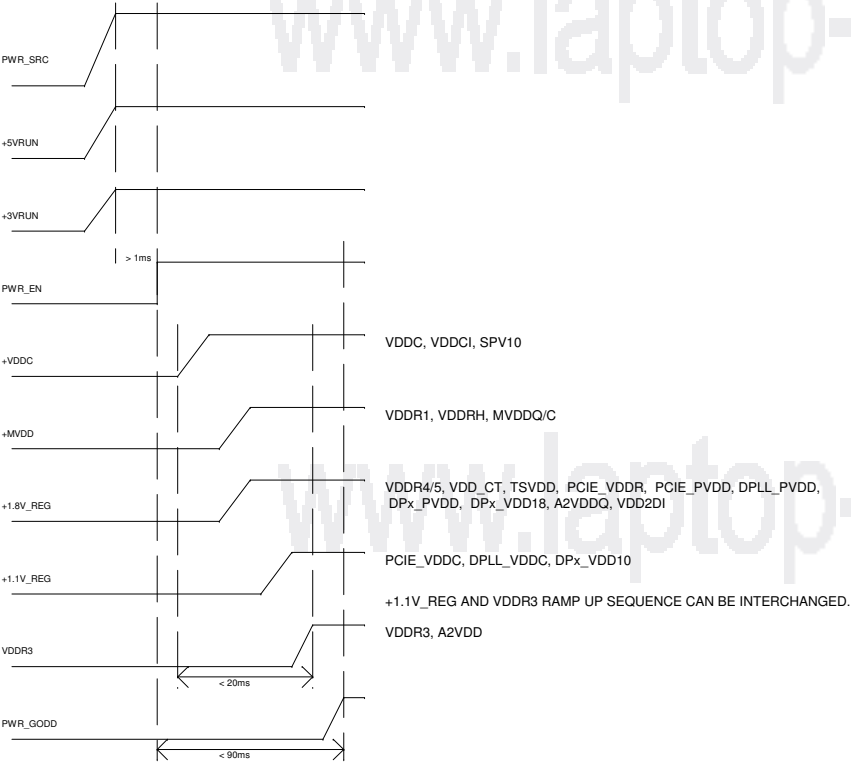 www.laptop-
PWR_SRC
+5VRUN
+3VRUN
> 1ms
PWR_EN
+VDDC
VDDC, VDDCI, SPV10
+MVDD
VDDR1, VDDRH, MVDDQ/C
www.laptop-
+1.8V_REG
VDDR4/5, VDD_CT, TSVDD, PCIE_VDDR, PCIE_PVDD, DPLL_PVDD,
DPx_PVDD, DPx_VDD18, A2VDDQ, VDD2DI
+1.1V_REG
PCIE_VDDC, DPLL_VDDC, DPx_VDD10
+1.1V_REG AND VDDR3 RAMP UP SEQUENCE CAN BE INTERCHANGED.
VDDR3
VDDR3, A2VDD
< 20ms
PWR_GODD
< 90ms